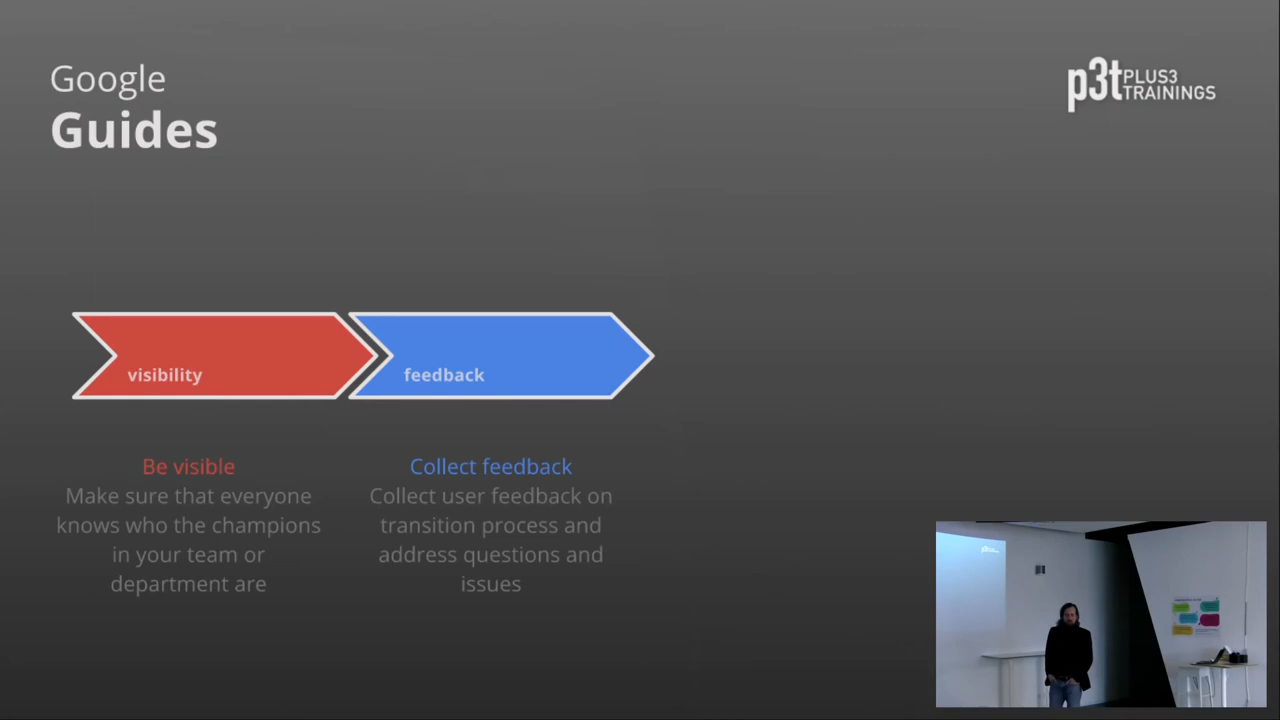 Google
Guides
p3t PLUS3
TRAININGS
visibility
feedback
Be visible
Make sure that everyone
knows who the champions
in your team or
department are
Collect feedback
Collect user feedback on
transition process and
address questions and
issues